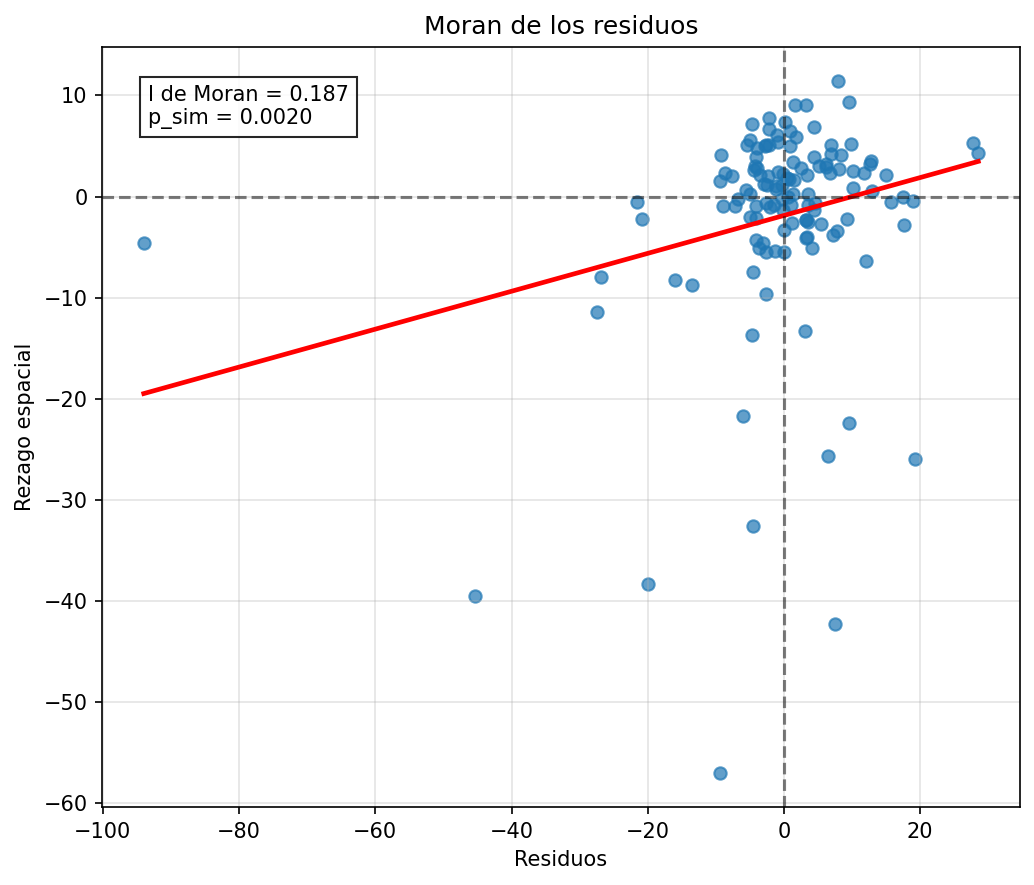 Moran de los residuos
I de Moran = 0.187
p_sim = 0.0020
10
0
−10
−20
−30
−40
−50
−60
Rezago espacial
−100 −80 −60 −40 −20 0 20
Residuos